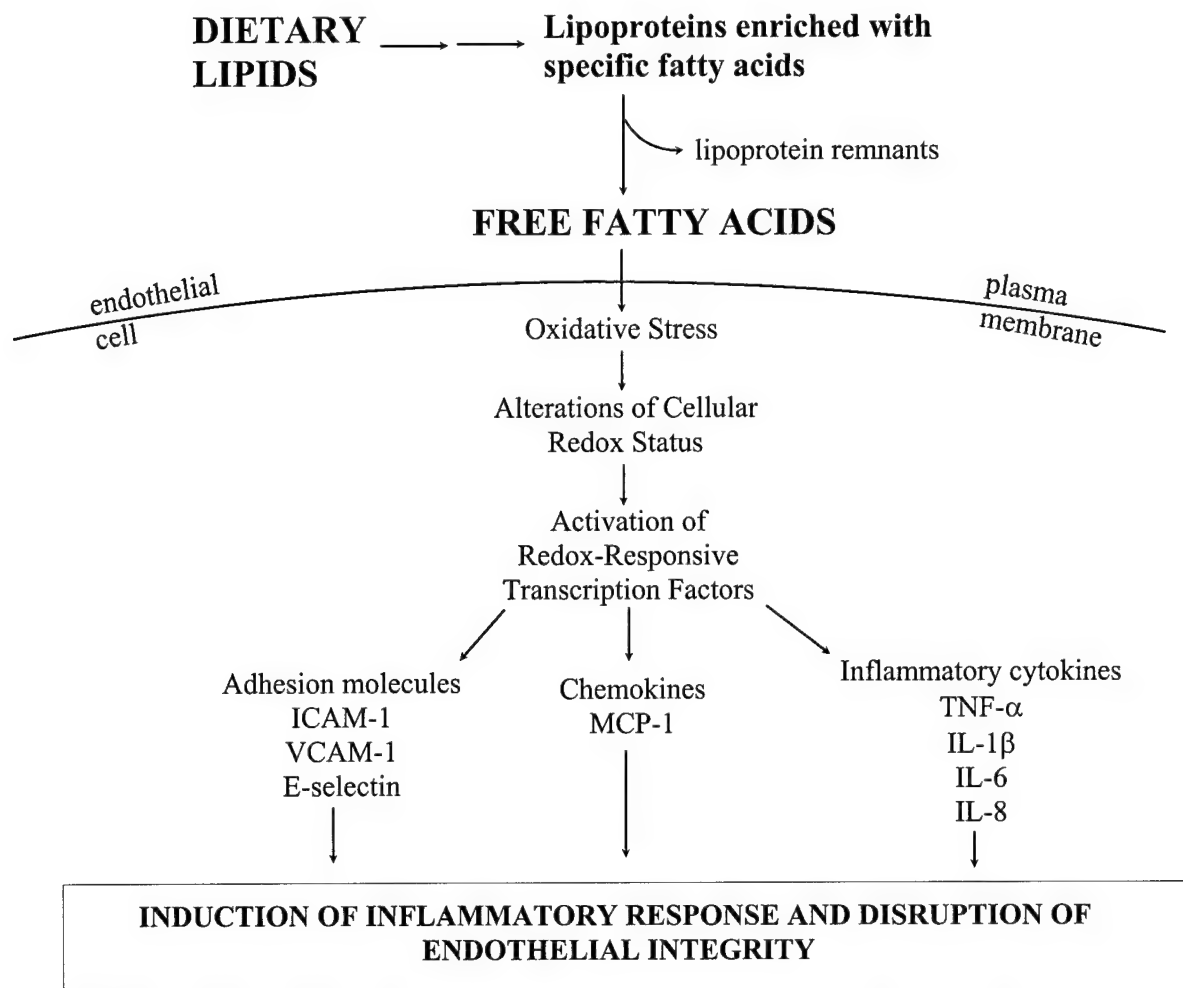 DIETARY
LIPIDS
Lipoproteins enriched with
specific fatty acids
lipoprotein remnants
FREE FATTY ACIDS
endothelial
cell
plasma
membrane
Oxidative Stress
Alterations of Cellular
Redox Status
Activation of
Redox-Responsive
Transcription Factors
Adhesion molecules
ICAM-1
VCAM-1
E-selectin
Chemokines
MCP-1
Inflammatory cytokines
TNF-α
IL-1β
IL-6
IL-8
INDUCTION OF INFLAMMATORY RESPONSE AND DISRUPTION OF
ENDOTHELIAL INTEGRITY